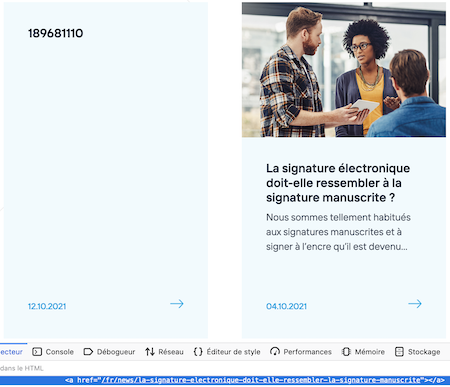 189681110
12.10.2021
La signature électronique
doit-elle ressembler à la
signature manuscrite ?
Nous sommes tellement habitués
aux signatures manuscrites et à
signer à l'encre qu'il est devenu...
04.10.2021
ecteur Console Débogueur Réseau Éditeur de style Performances Mémoire Stockage
dans le HTML
<a href="/fr/news/la-signature-electronique-doit-elle-ressembler-la-signature-manuscrite"></a>